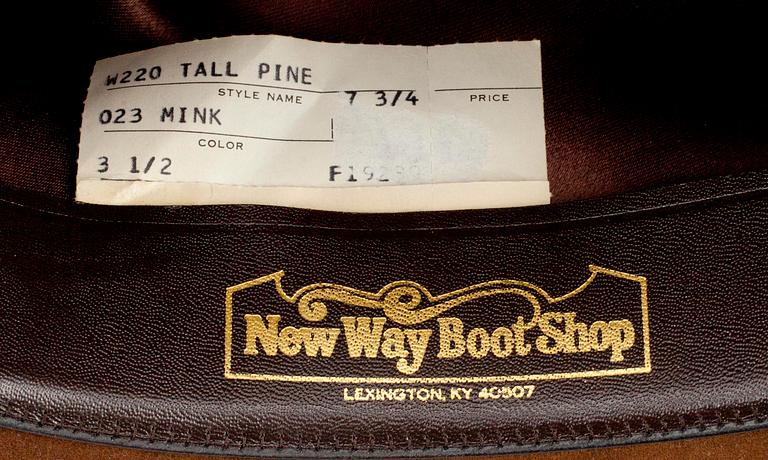 W220 TALL PINE
STYLE NAME
7 3/4
PRICE
023 MINK
COLOR
3 1/2
New Way Boot Shop
LEXINGTON, KY 40507